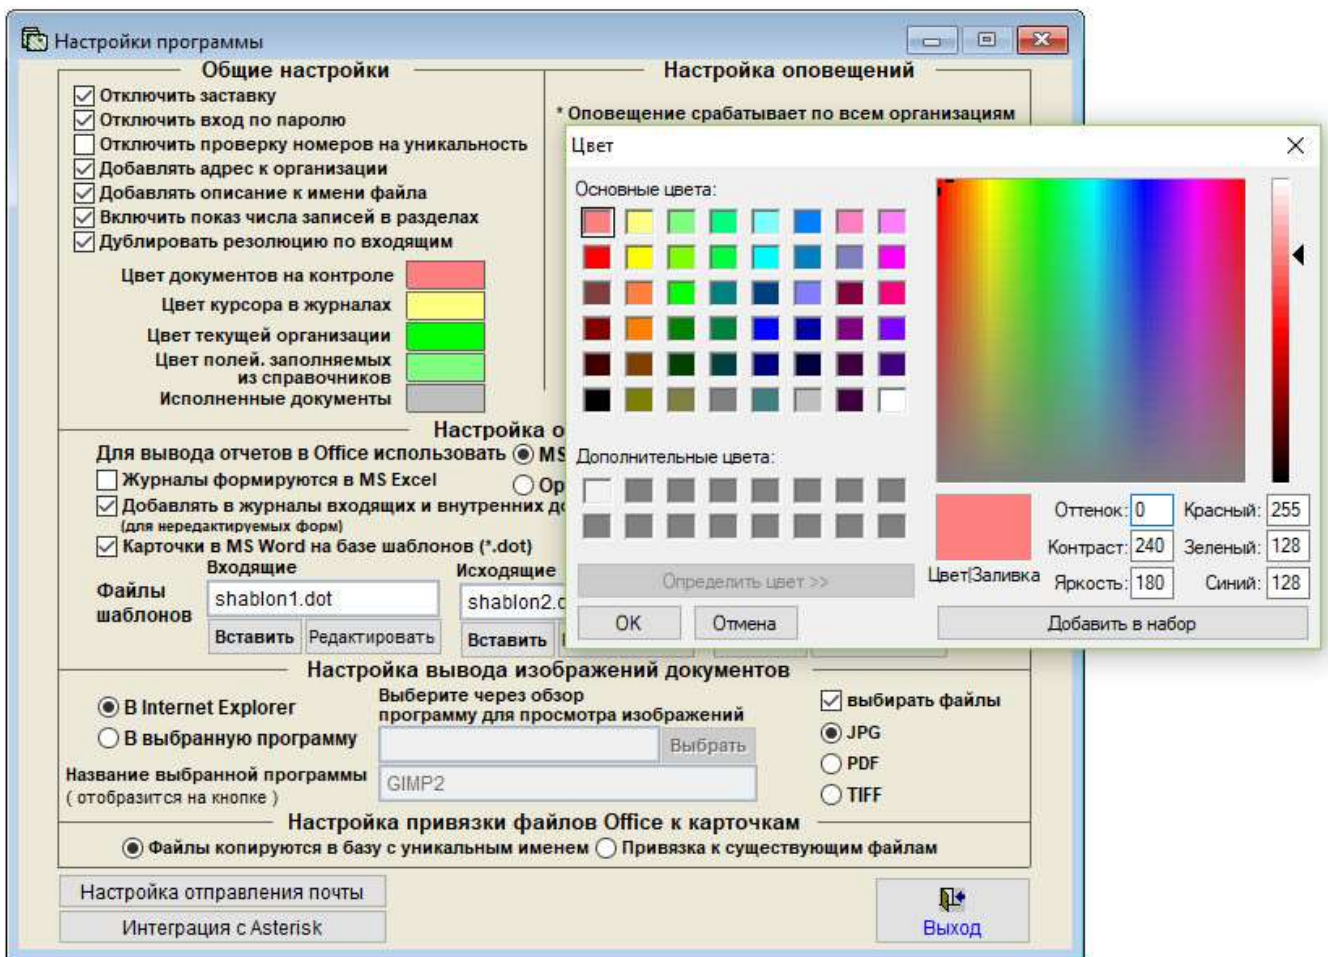 Настройки программы
Общие настройки
Настройка оповещений
Отключить заставку
Отключить вход по паролю
Отключить проверку номеров на уникальность
Добавлять адрес к организации
Добавлять описание к имени файла
Включить показ числа записей в разделах
Дублировать резолюцию по входящим
* Оповещение срабатывает по всем организациям
Цвет документов на контроле
Цвет курсора в журналах
Цвет текущей организации
Цвет полей. заполняемых
из справочников
Исполненные документы
Настройка о
Для вывода отчетов в Office использовать MS
Журналы формируются в MS Excel
Ор
Добавлять в журналы входящих и внутренних до
(для нередактируемых форм)
Карточки в MS Word на базе шаблонов (*.dot)
Файлы
шаблонов
Входящие
Исходящие
shablon1.dot
shablon2.d
Вставить Редактировать
Вставить
Настройка вывода изображений документов
В Internet Explorer
В выбранную программу
Выберите через обзор
программу для просмотра изображений
Выбрать
выбирать файлы
JPG
PDF
TIFF
Название выбранной программы
( отобразится на кнопке )
GIMP2
Настройка привязки файлов Office к карточкам
Файлы копируются в базу с уникальным именем Привязка к существующим файлам
Настройка отправления почты
Интеграция с Asterisk
Выход
Цвет
Основные цвета:
Дополнительные цвета:
Определить цвет >>
OK
Отмена
Цвет|Заливка
Оттенок: 0
Контраст: 240
Яркость: 180
Красный: 255
Зеленый: 128
Синий: 128
Добавить в набор